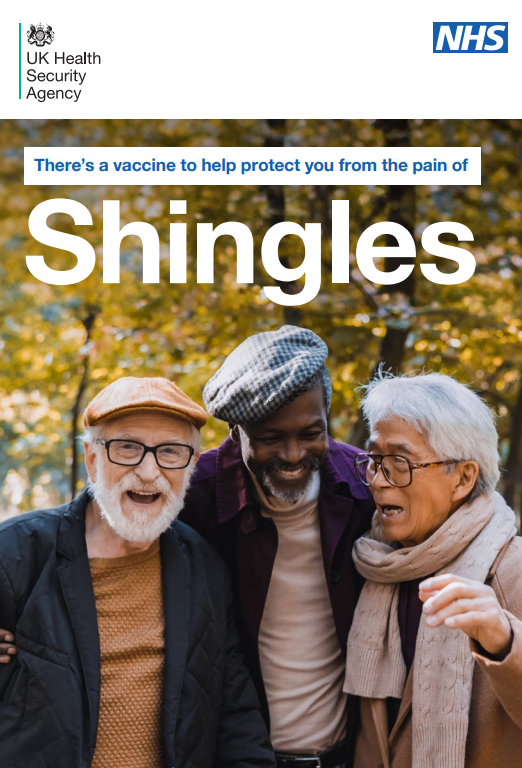 UK Health
Security
Agency
NHS
There's a vaccine to help protect you from the pain of
Shingles